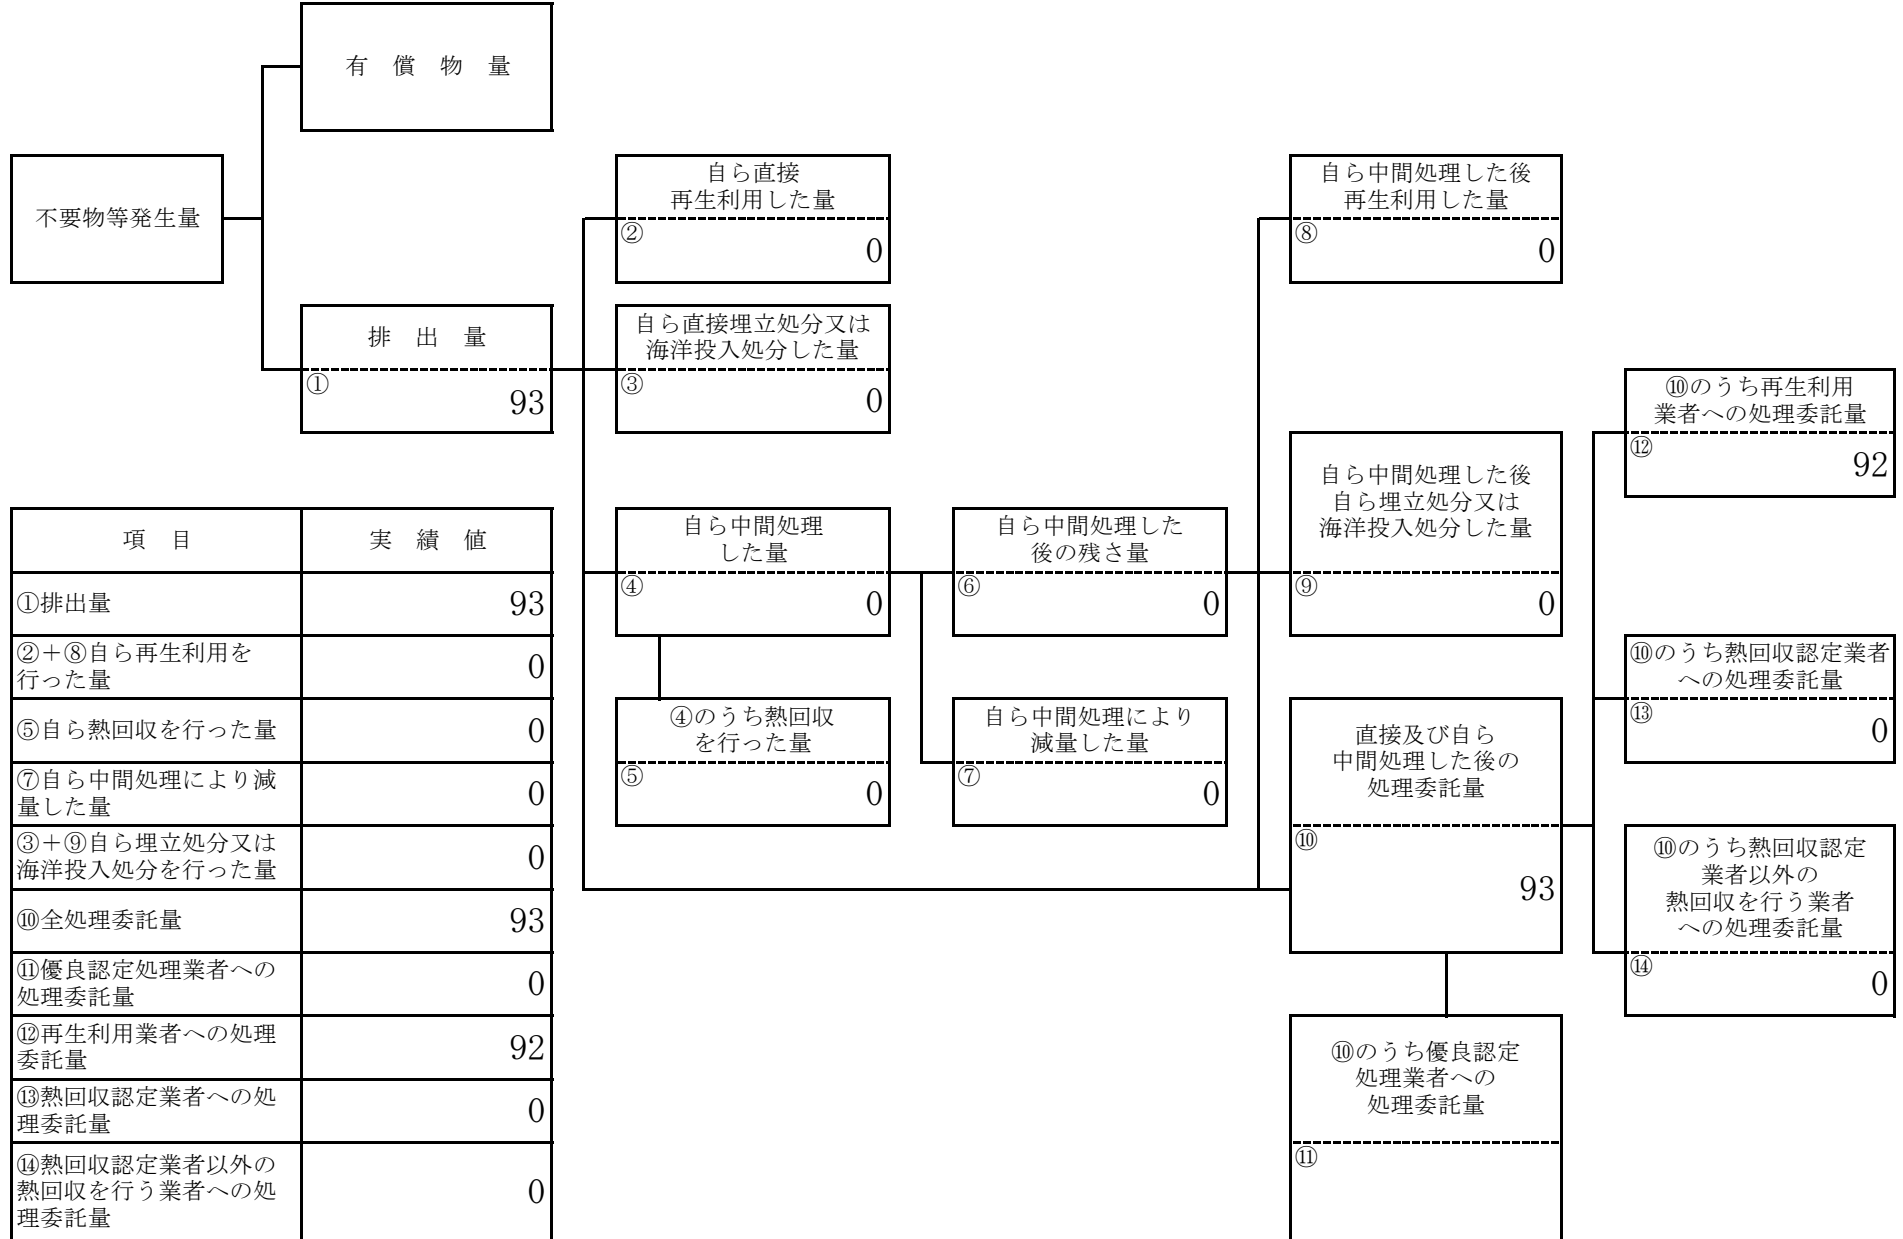 有　償　物　量
不要物等発生量
排　出　量
①
93
自ら直接
再生利用した量
②
0
自ら直接埋立処分又は
海洋投入処分した量
③
0
自ら中間処理
した量
④
0
④のうち熱回収
を行った量
⑤
0
自ら中間処理した
後の残さ量
⑥
0
自ら中間処理により
減量した量
⑦
0
自ら中間処理した後
再生利用した量
⑧
0
自ら中間処理した後
自ら埋立処分又は
海洋投入処分した量
⑨
0
直接及び自ら
中間処理した後の
処理委託量
⑩
93
⑩のうち優良認定
処理業者への
処理委託量
⑪
⑩のうち再生利用
業者への処理委託量
⑫
92
⑩のうち熱回収認定業者
への処理委託量
⑬
0
⑩のうち熱回収認定
業者以外の
熱回収を行う業者
への処理委託量
⑭
0
項　目　実　績　値
①排出量　93
②＋⑧自ら再生利用を
行った量　0
⑤自ら熱回収を行った量　0
⑦自ら中間処理により減
量した量　0
③＋⑨自ら埋立処分又は
海洋投入処分を行った量　0
⑩全処理委託量　93
⑪優良認定処理業者への
処理委託量　0
⑫再生利用業者への処理
委託量　92
⑬熱回収認定業者への処
理委託量　0
⑭熱回収認定業者以外の
熱回収を行う業者への処
理委託量　0